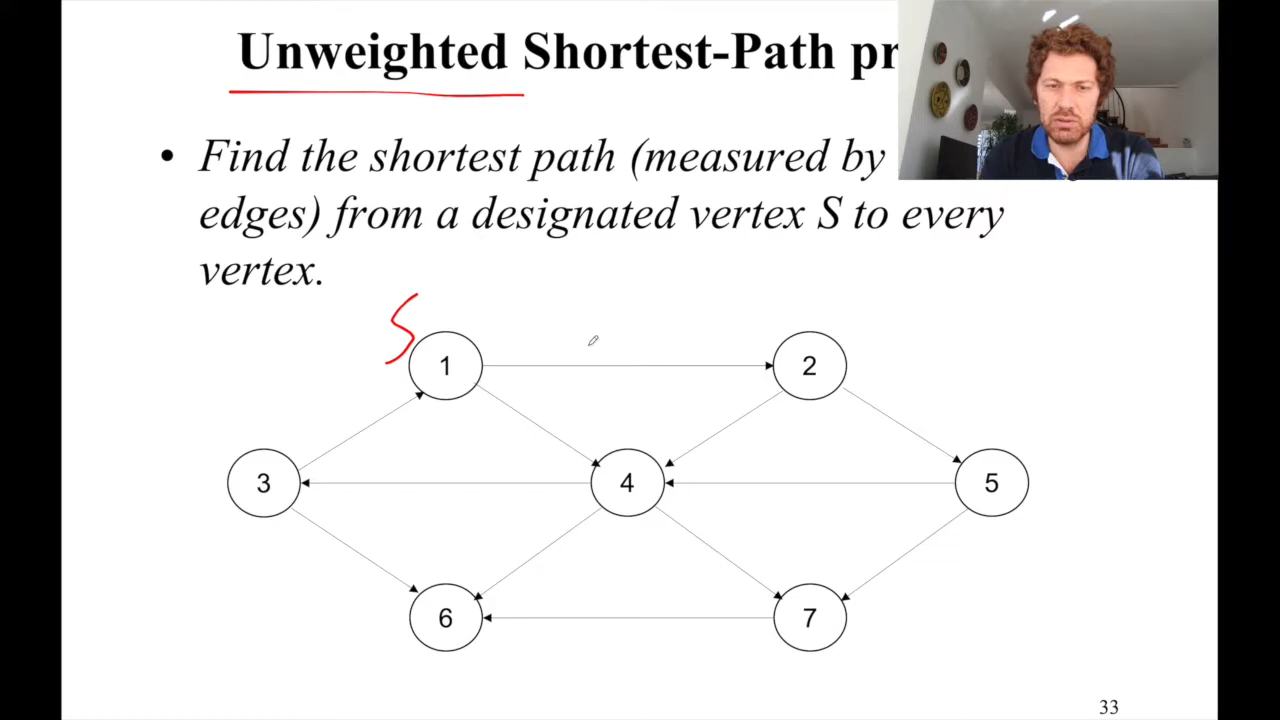 Unweighted Shortest-Path
• Find the shortest path (measured by
edges) from a designated vertex S to every
vertex.
S
1
2
3
4
5
6
7
33